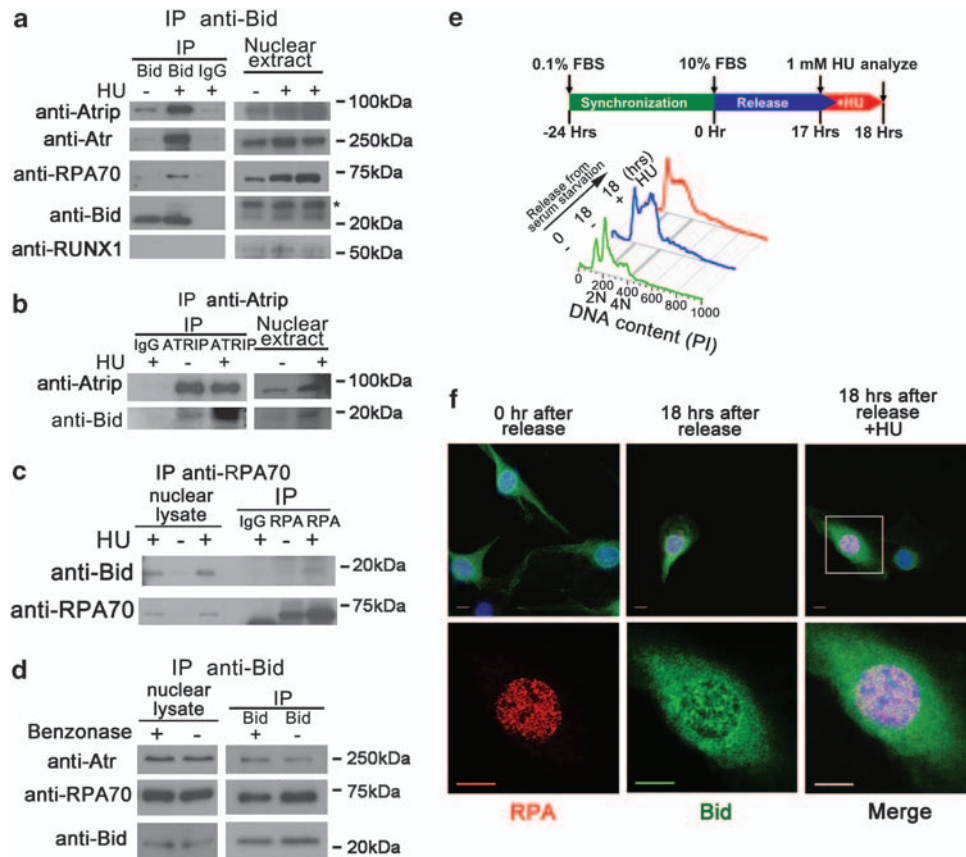 a
IP anti-Bid
IP
Nuclear extract
Bid Bid IgG
HU - + + - + +
anti-Atrip
100kDa
anti-Atr
250kDa
anti-RPA70
75kDa
anti-Bid
*
20kDa
anti-RUNX1
50kDa
b
IP anti-Atrip
IP
Nuclear extract
IgG ATRIP ATRIP
HU + - + - +
anti-Atrip
100kDa
anti-Bid
20kDa
c
IP anti-RPA70
nuclear lysate
IP
IgG RPA RPA
HU + - + + - +
anti-Bid
20kDa
anti-RPA70
75kDa
d
IP anti-Bid
nuclear lysate
IP
Bid Bid
Benzonase + - + -
anti-Atr
250kDa
anti-RPA70
75kDa
anti-Bid
20kDa
e
0.1% FBS 10% FBS 1 mM HU analyze
Synchronization Release +HU
-24 Hrs 0 Hr 17 Hrs 18 Hrs
Release from serum starvation
0 18 18 (hrs)
- - + HU
0 200 400 600 800 1000
2N 4N
DNA content (PI)
f
0 hr after release
18 hrs after release
18 hrs after release +HU
RPA
Bid
Merge